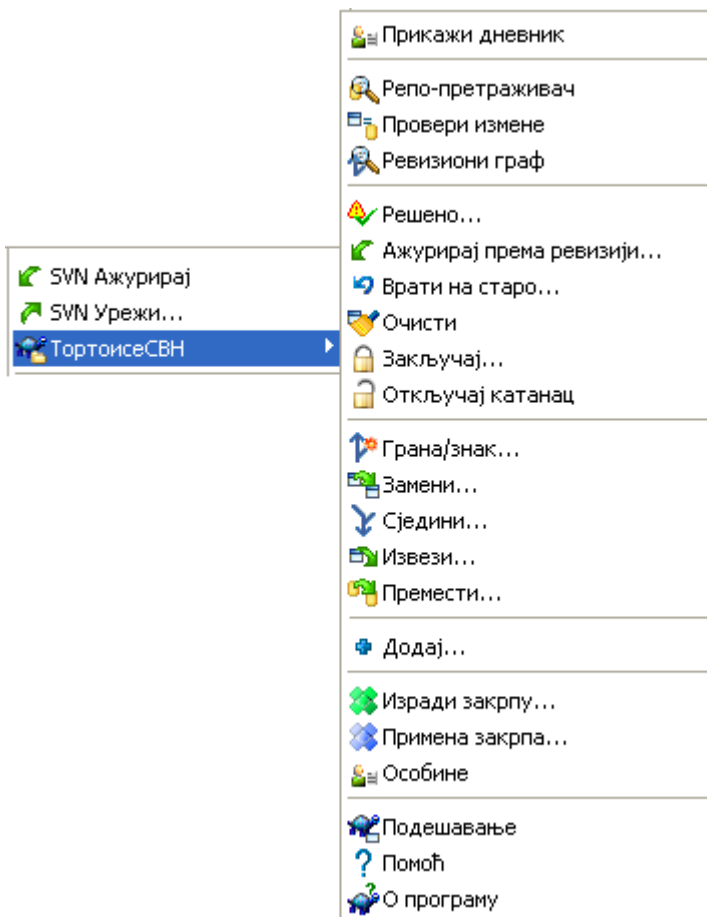 SVN Ажурирај
SVN Урежи...
ТортоисеСВН
Прикажи дневник
Репо-претраживач
Провери измене
Ревизиони граф
Решено...
Ажурирај према ревизији...
Врати на старо...
Очисти
Закључај...
Откључај катанац
Грана/знак...
Замени...
Сједини...
Извези...
Премести...
Додај...
Изради закрпу...
Примена закрпа...
Особине
Подешавање
Помоћ
О програму